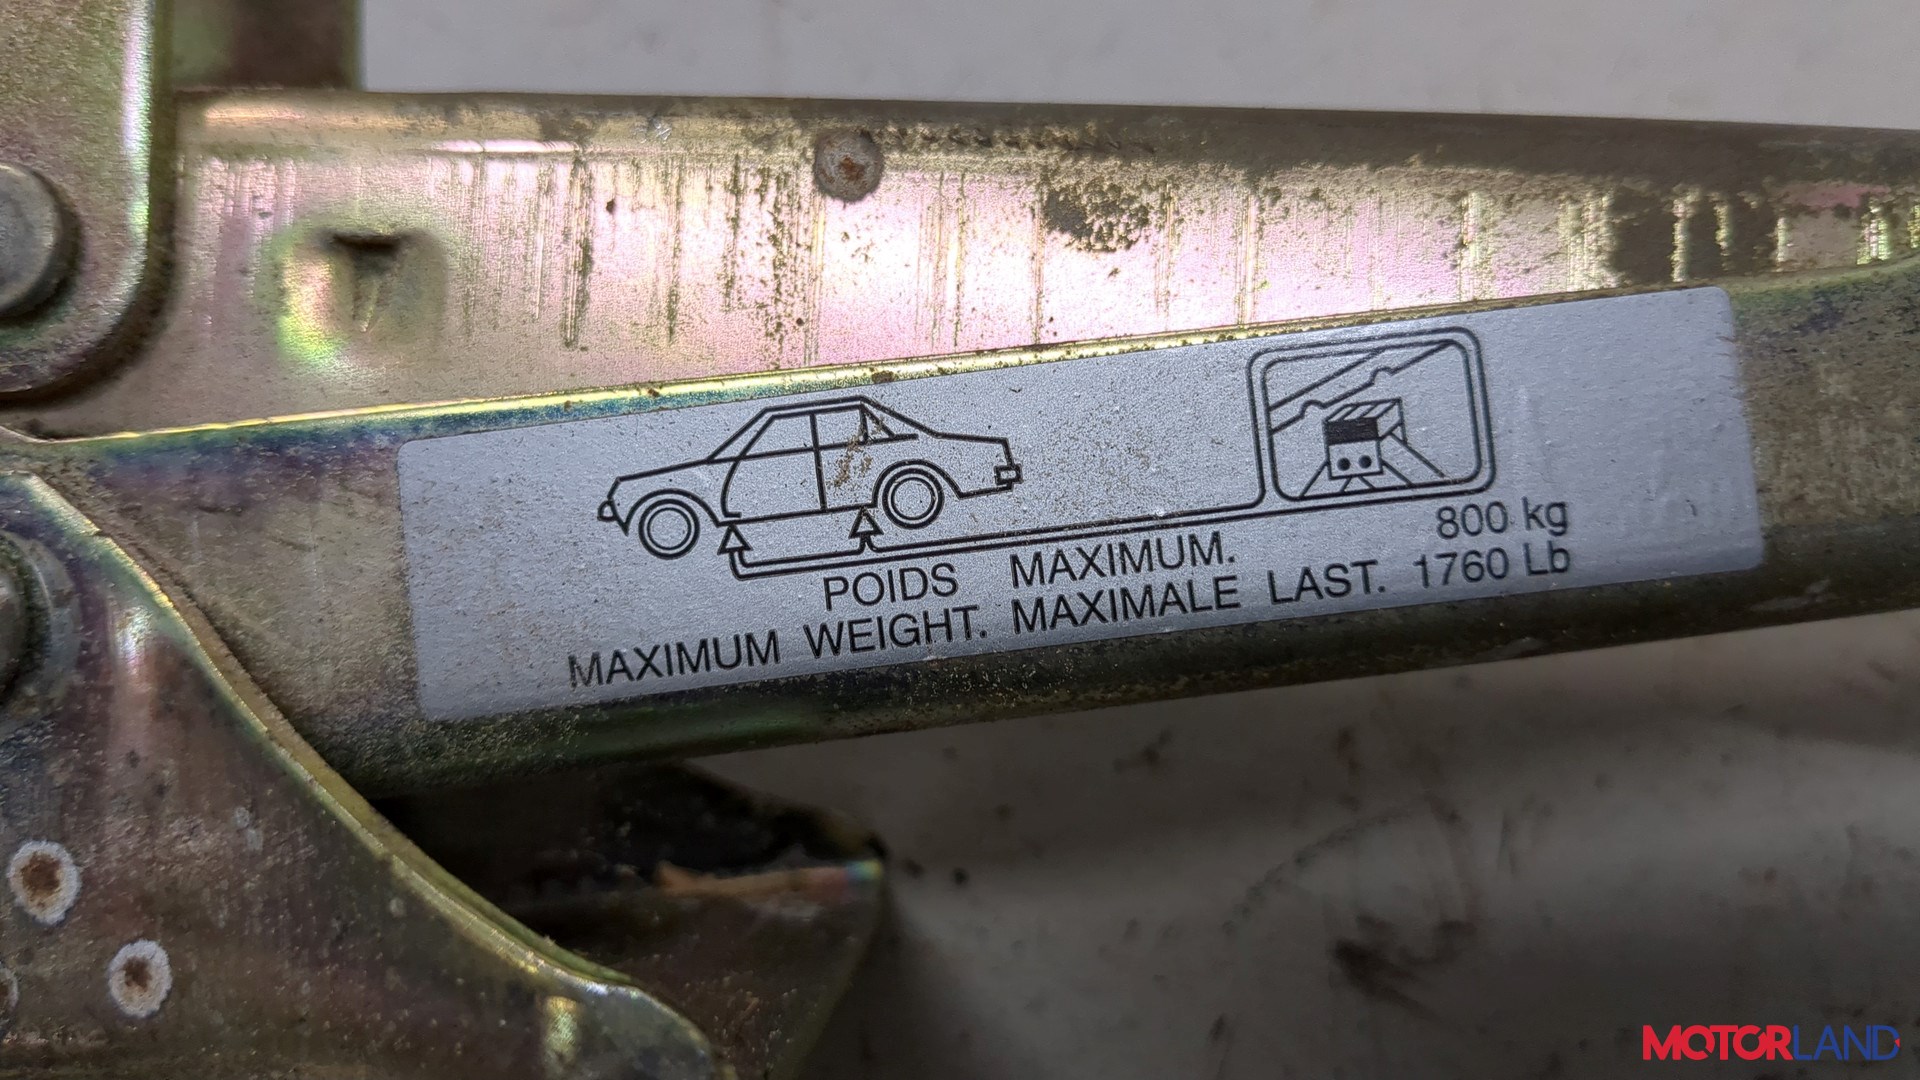 800 kg
POIDS MAXIMUM.
MAXIMUM WEIGHT. MAXIMALE LAST. 1760 Lb
MOTORLAND